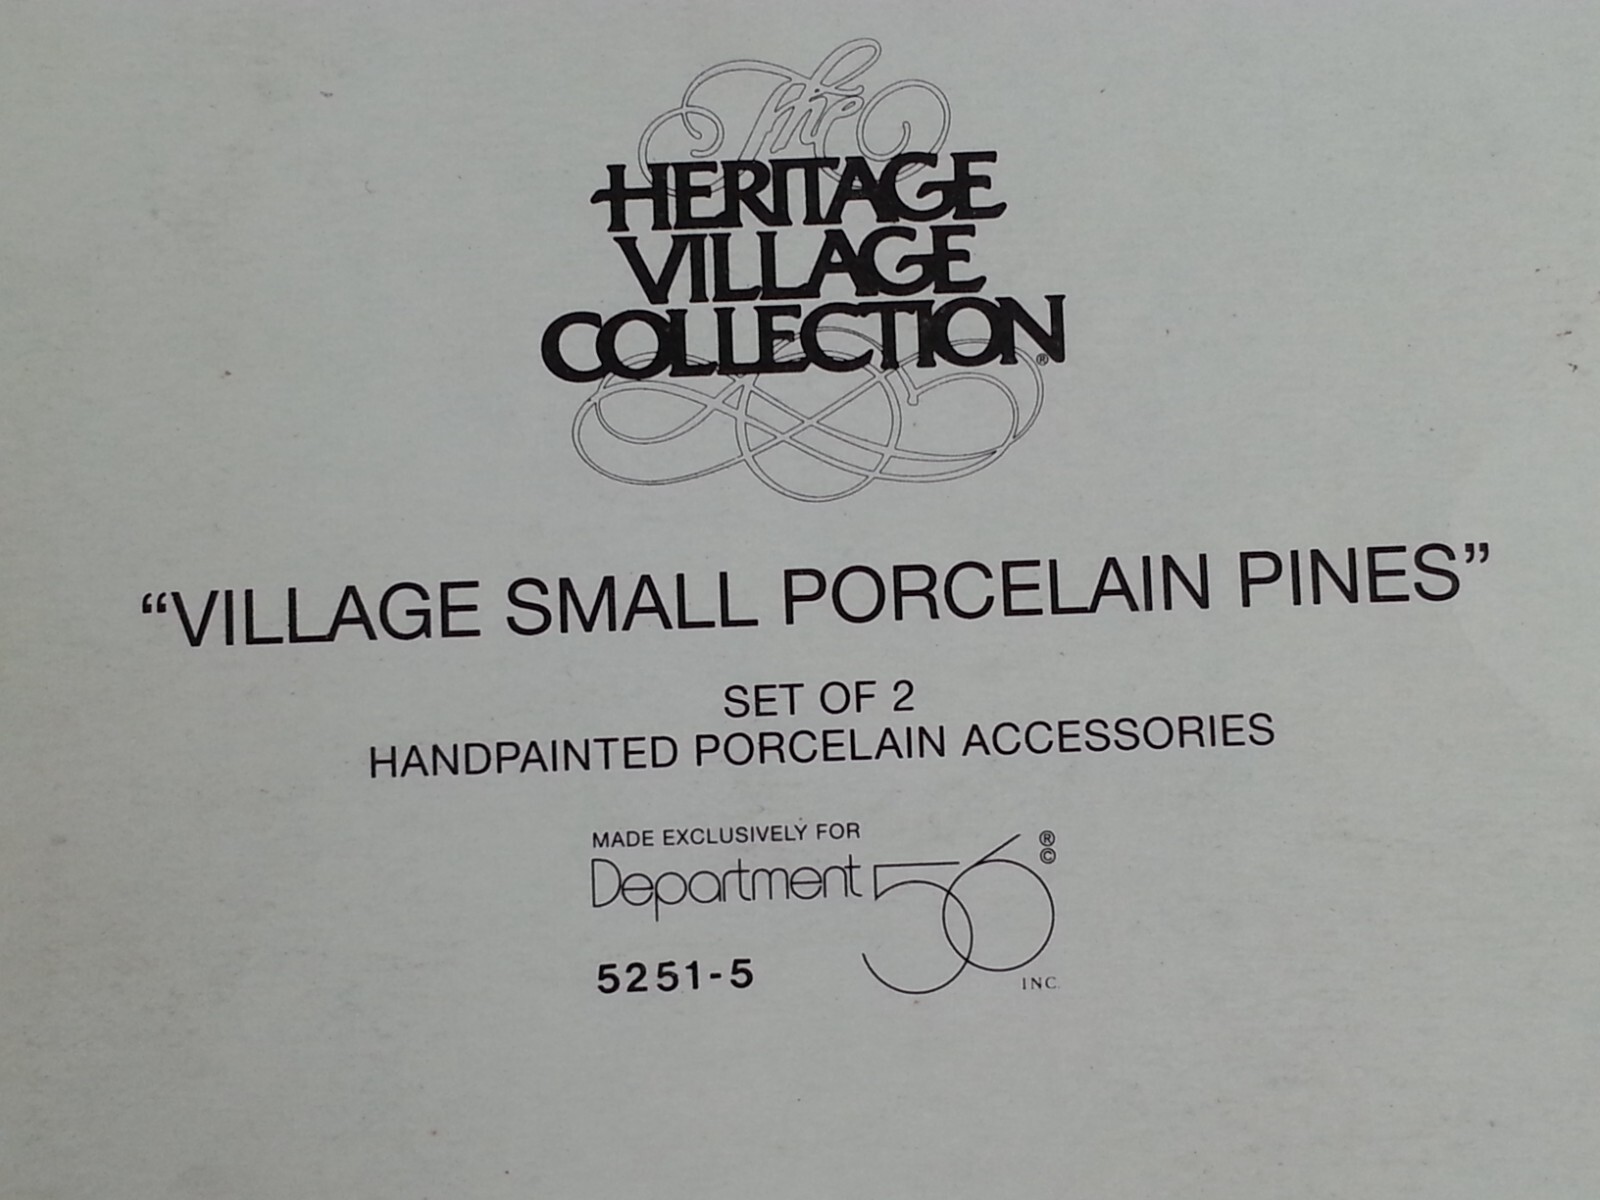 The
HERITAGE
VILLAGE
COLLECTION®
“VILLAGE SMALL PORCELAIN PINES”
SET OF 2
HANDPAINTED PORCELAIN ACCESSORIES
MADE EXCLUSIVELY FOR
Department 56 ® ©
INC.
5251-5